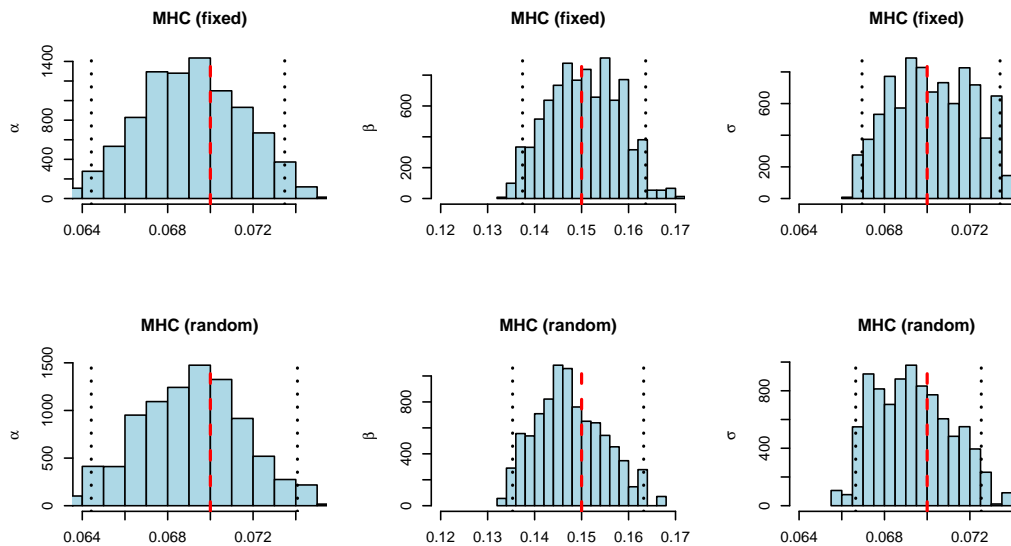 MHC (fixed)
α
0 400 800 1400
0.064 0.068 0.072
MHC (fixed)
β
0 200 600
0.12 0.13 0.14 0.15 0.16 0.17
MHC (fixed)
σ
0 200 600
0.064 0.068 0.072
MHC (random)
α
0 500 1000 1500
0.064 0.068 0.072
MHC (random)
β
0 400 800
0.12 0.13 0.14 0.15 0.16 0.17
MHC (random)
σ
0 400 800
0.064 0.068 0.072